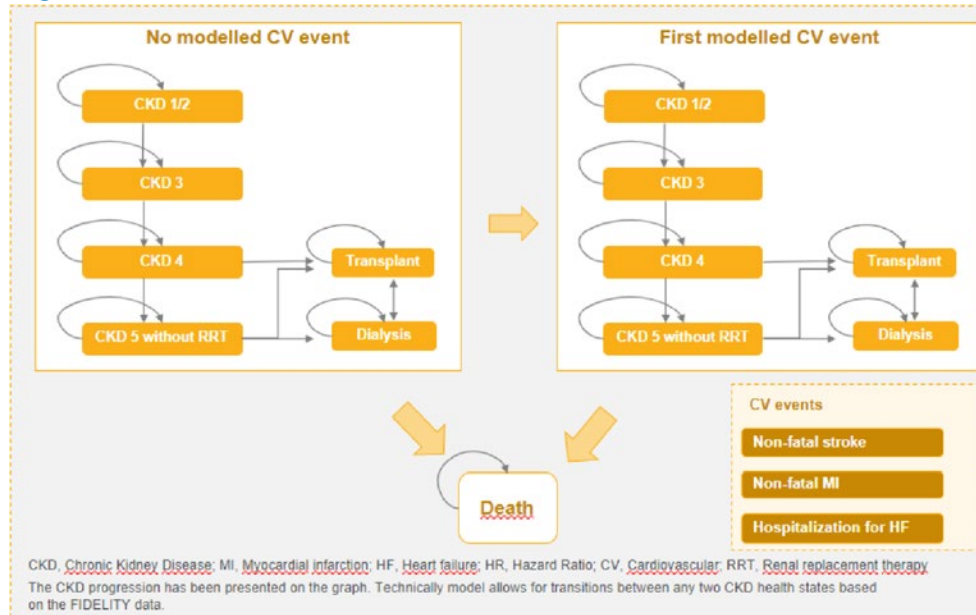 No modelled CV event
CKD 1/2
CKD 3
CKD 4
Transplant
CKD 5 without RRT
Dialysis
First modelled CV event
CKD 1/2
CKD 3
CKD 4
Transplant
CKD 5 without RRT
Dialysis
Death
CV events
Non-fatal stroke
Non-fatal MI
Hospitalization for HF
CKD, Chronic Kidney Disease; MI, Myocardial infarction; HF, Heart failure; HR, Hazard Ratio; CV, Cardiovascular; RRT, Renal replacement therapy
The CKD progression has been presented on the graph. Technically model allows for transitions between any two CKD health states based
on the FIDELITY data.